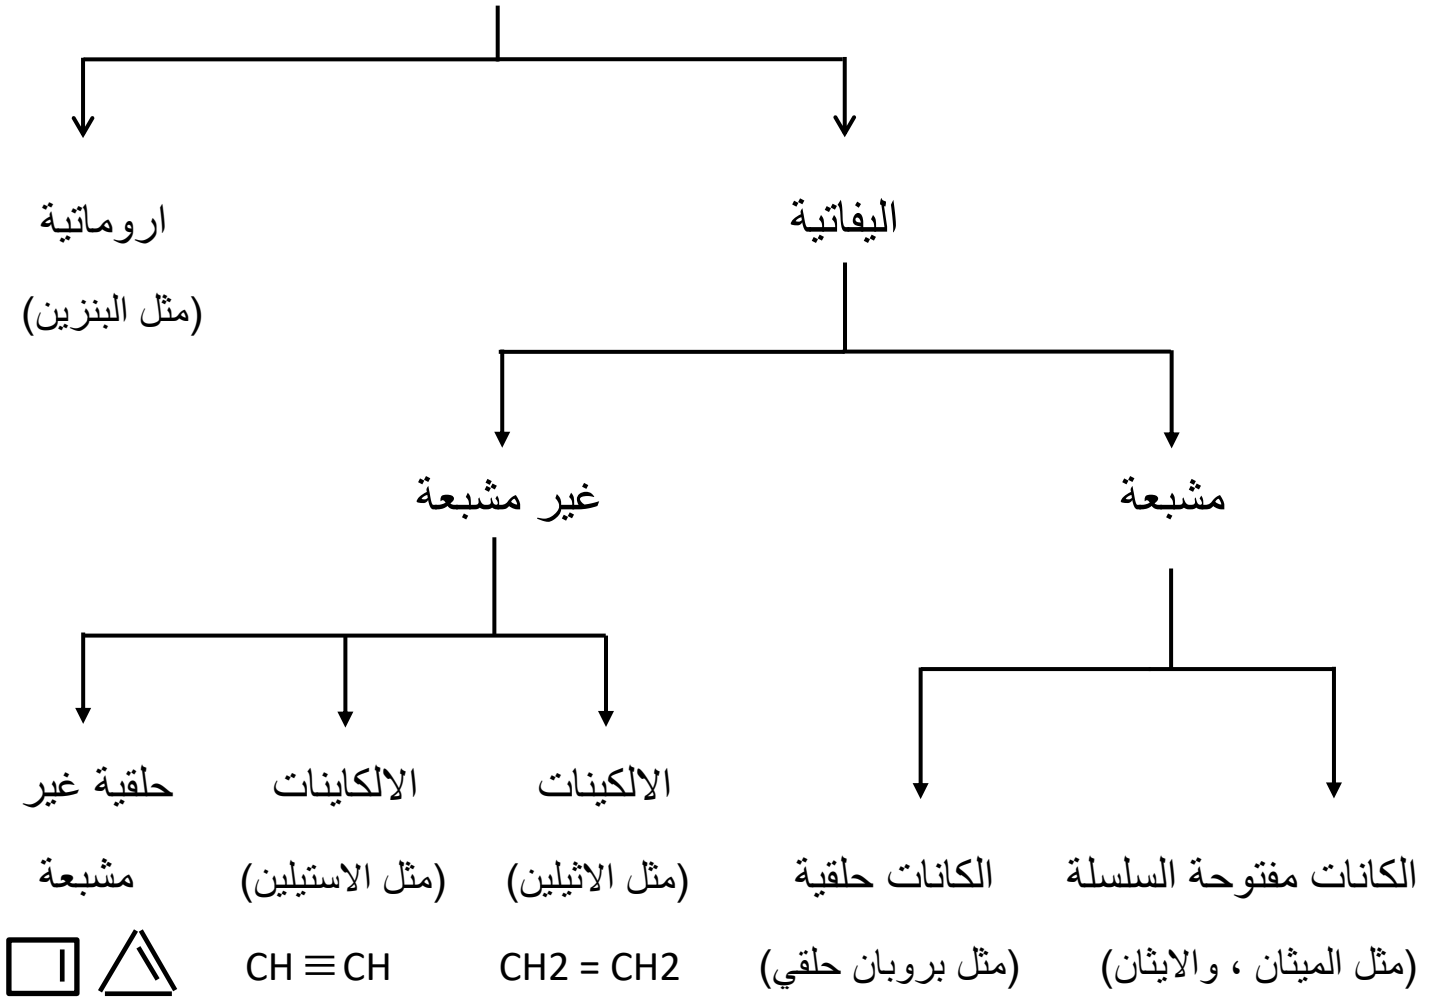 اليفاتية
اروماتية
(مثل البنزين)
مشبعة
غير مشبعة
الالكينات
الالكاينات
حلقية غير
الكانات مفتوحة السلسلة
الكانات حلقية
(مثل الاثيلين)
(مثل الاستيلين)
مشبعة
(مثل الميثان ، والايثان)
(مثل بروبان حلقي)
CH2 = CH2
CH ≡ CH